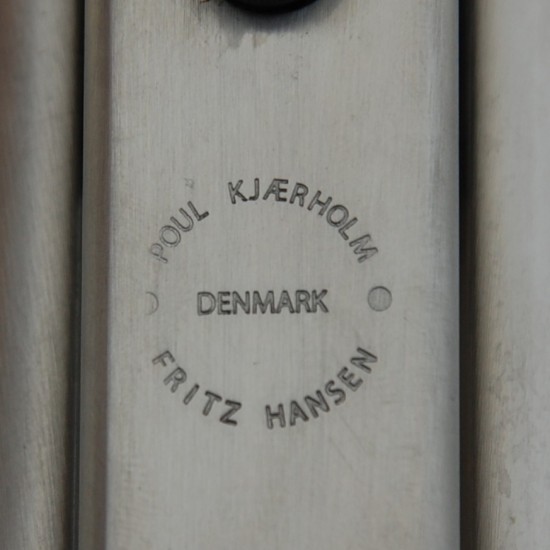 POUL KJÆRHOLM
DENMARK
FRITZ HANSEN